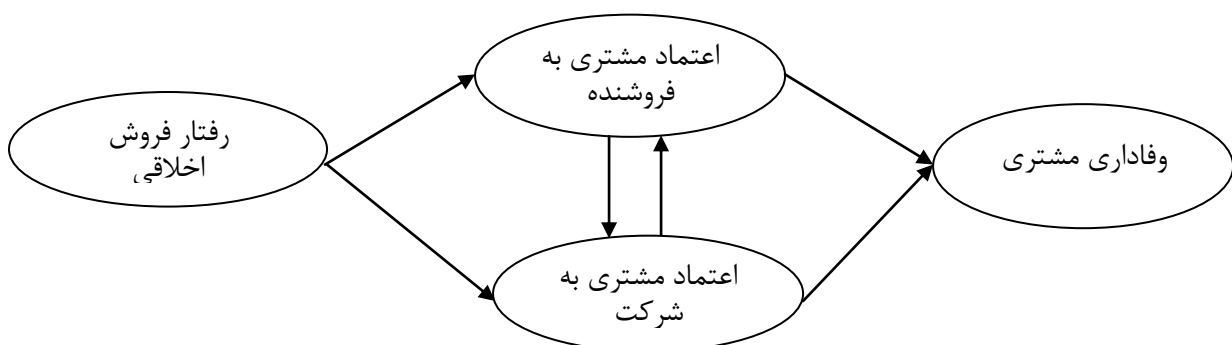 اعتماد مشتری به
فروشنده
رفتار فروش
اخلاقی
وفاداری مشتری
اعتماد مشتری به
شرکت